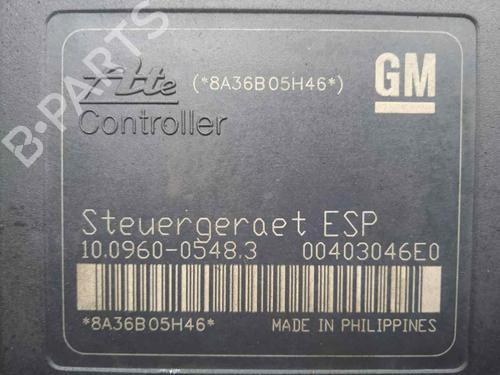 B-PARTS
Ate (*8A36B05H46*) GM
Controller
Steuergeraet ESP
10.0960-0548.3 00403046E0
*8A36B05H46* MADE IN PHILIPPINES